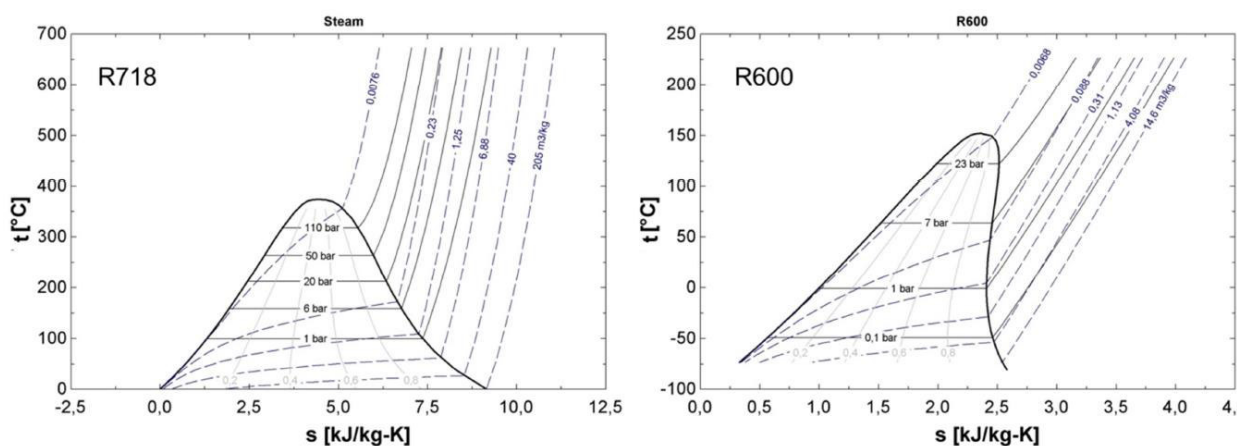 Steam
R718
t [°C]
700
600
500
400
300
200
100
0
-2,5
0,0
2,5
5,0
7,5
10,0
12,5
s [kJ/kg-K]
110 bar
50 bar
20 bar
6 bar
1 bar
0,2
0,4
0,6
0,8
0,0076
0,23
1,25
6,88
40
205 m3/kg
R600
R600
t [°C]
250
200
150
100
50
0
-50
-100
0,0
0,5
1,0
1,5
2,0
2,5
3,0
3,5
4,0
4,5
s [kJ/kg-K]
23 bar
7 bar
1 bar
0,1 bar
0,2
0,4
0,6
0,8
0,0068
0,088
0,31
1,13
4,08
14,6 m3/kg